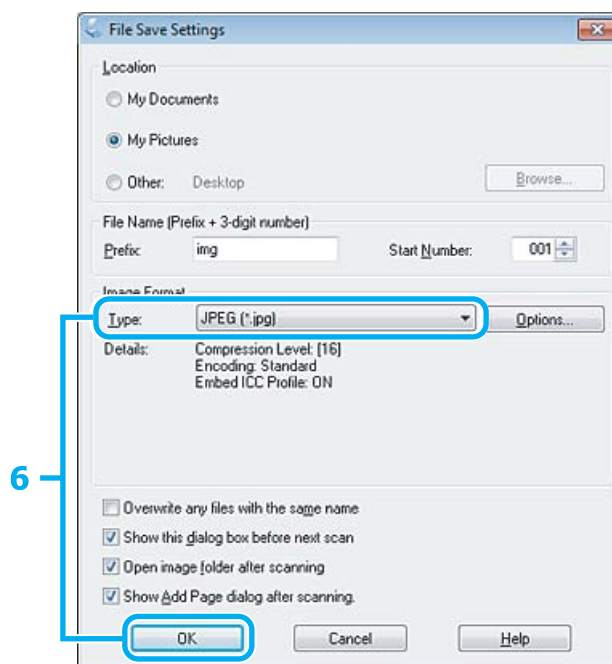 File Save Settings
Location
My Documents
My Pictures
Other: Desktop Browse...
File Name (Prefix + 3-digit number)
Prefix: img Start Number: 001
Image Format
Type: JPEG (*.jpg) Options...
Details: Compression Level: [16]
Encoding: Standard
Embed ICC Profile: ON
6
Overwrite any files with the same name
Show this dialog box before next scan
Open image folder after scanning
Show Add Page dialog after scanning.
OK Cancel Help